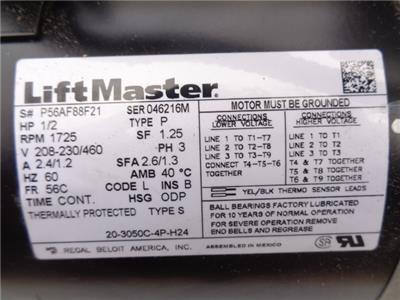 LiftMaster
S# P56AF88F21 SER 046216M
HP 1/2 TYPE P
RPM 1725 SF 1.25
V 208-230/460 PH 3
A 2.4/1.2 SFA 2.6/1.3
HZ 60 AMB 40 °C
FR 56C CODE L INS B
TIME CONT. HSG ODP
THERMALLY PROTECTED TYPE S
20-3050C-4P-H24
REGAL BELOIT AMERICA, INC.
MOTOR MUST BE GROUNDED
CONNECTIONS
LOWER VOLTAGE
LINE 1 TO T1-T7
LINE 2 TO T2-T8
LINE 3 TO T3-T9
CONNECT T4-T5-T6
TOGETHER
CONNECTIONS
HIGHER VOLTAGE
LINE 1 TO T1
LINE 2 TO T2
LINE 3 TO T3
T4 & T7 TOGETHER
T5 & T8 TOGETHER
T6 & T9 TOGETHER
YEL/BLK THERMO SENSOR LEADS
BALL BEARINGS FACTORY LUBRICATED
FOR 10 YEARS OF NORMAL OPERATION
FOR SEVERE OPERATION REMOVE
END BELLS AND REGREASE
ASSEMBLED IN MEXICO